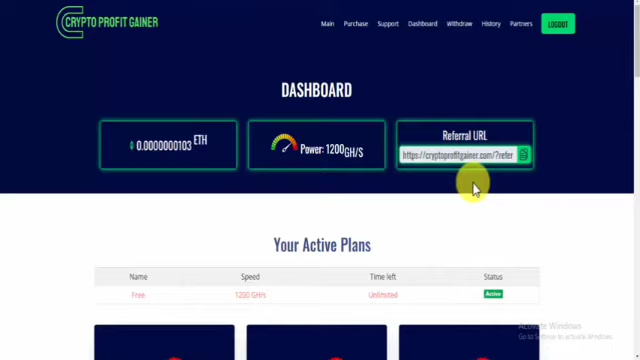 CRYPTO PROFIT GAINER
Main Purchase Support Dashboard Withdraw History Partners LOGOUT
DASHBOARD
0.0000000103 ETH
Power: 1200GH/S
Referral URL
https://cryptoprofitgainer.com/?refer
Your Active Plans
Name Speed Time left Status
Free 1200 GH/s Unlimited Active
Activate Windows
Go to Settings to activate Windows.